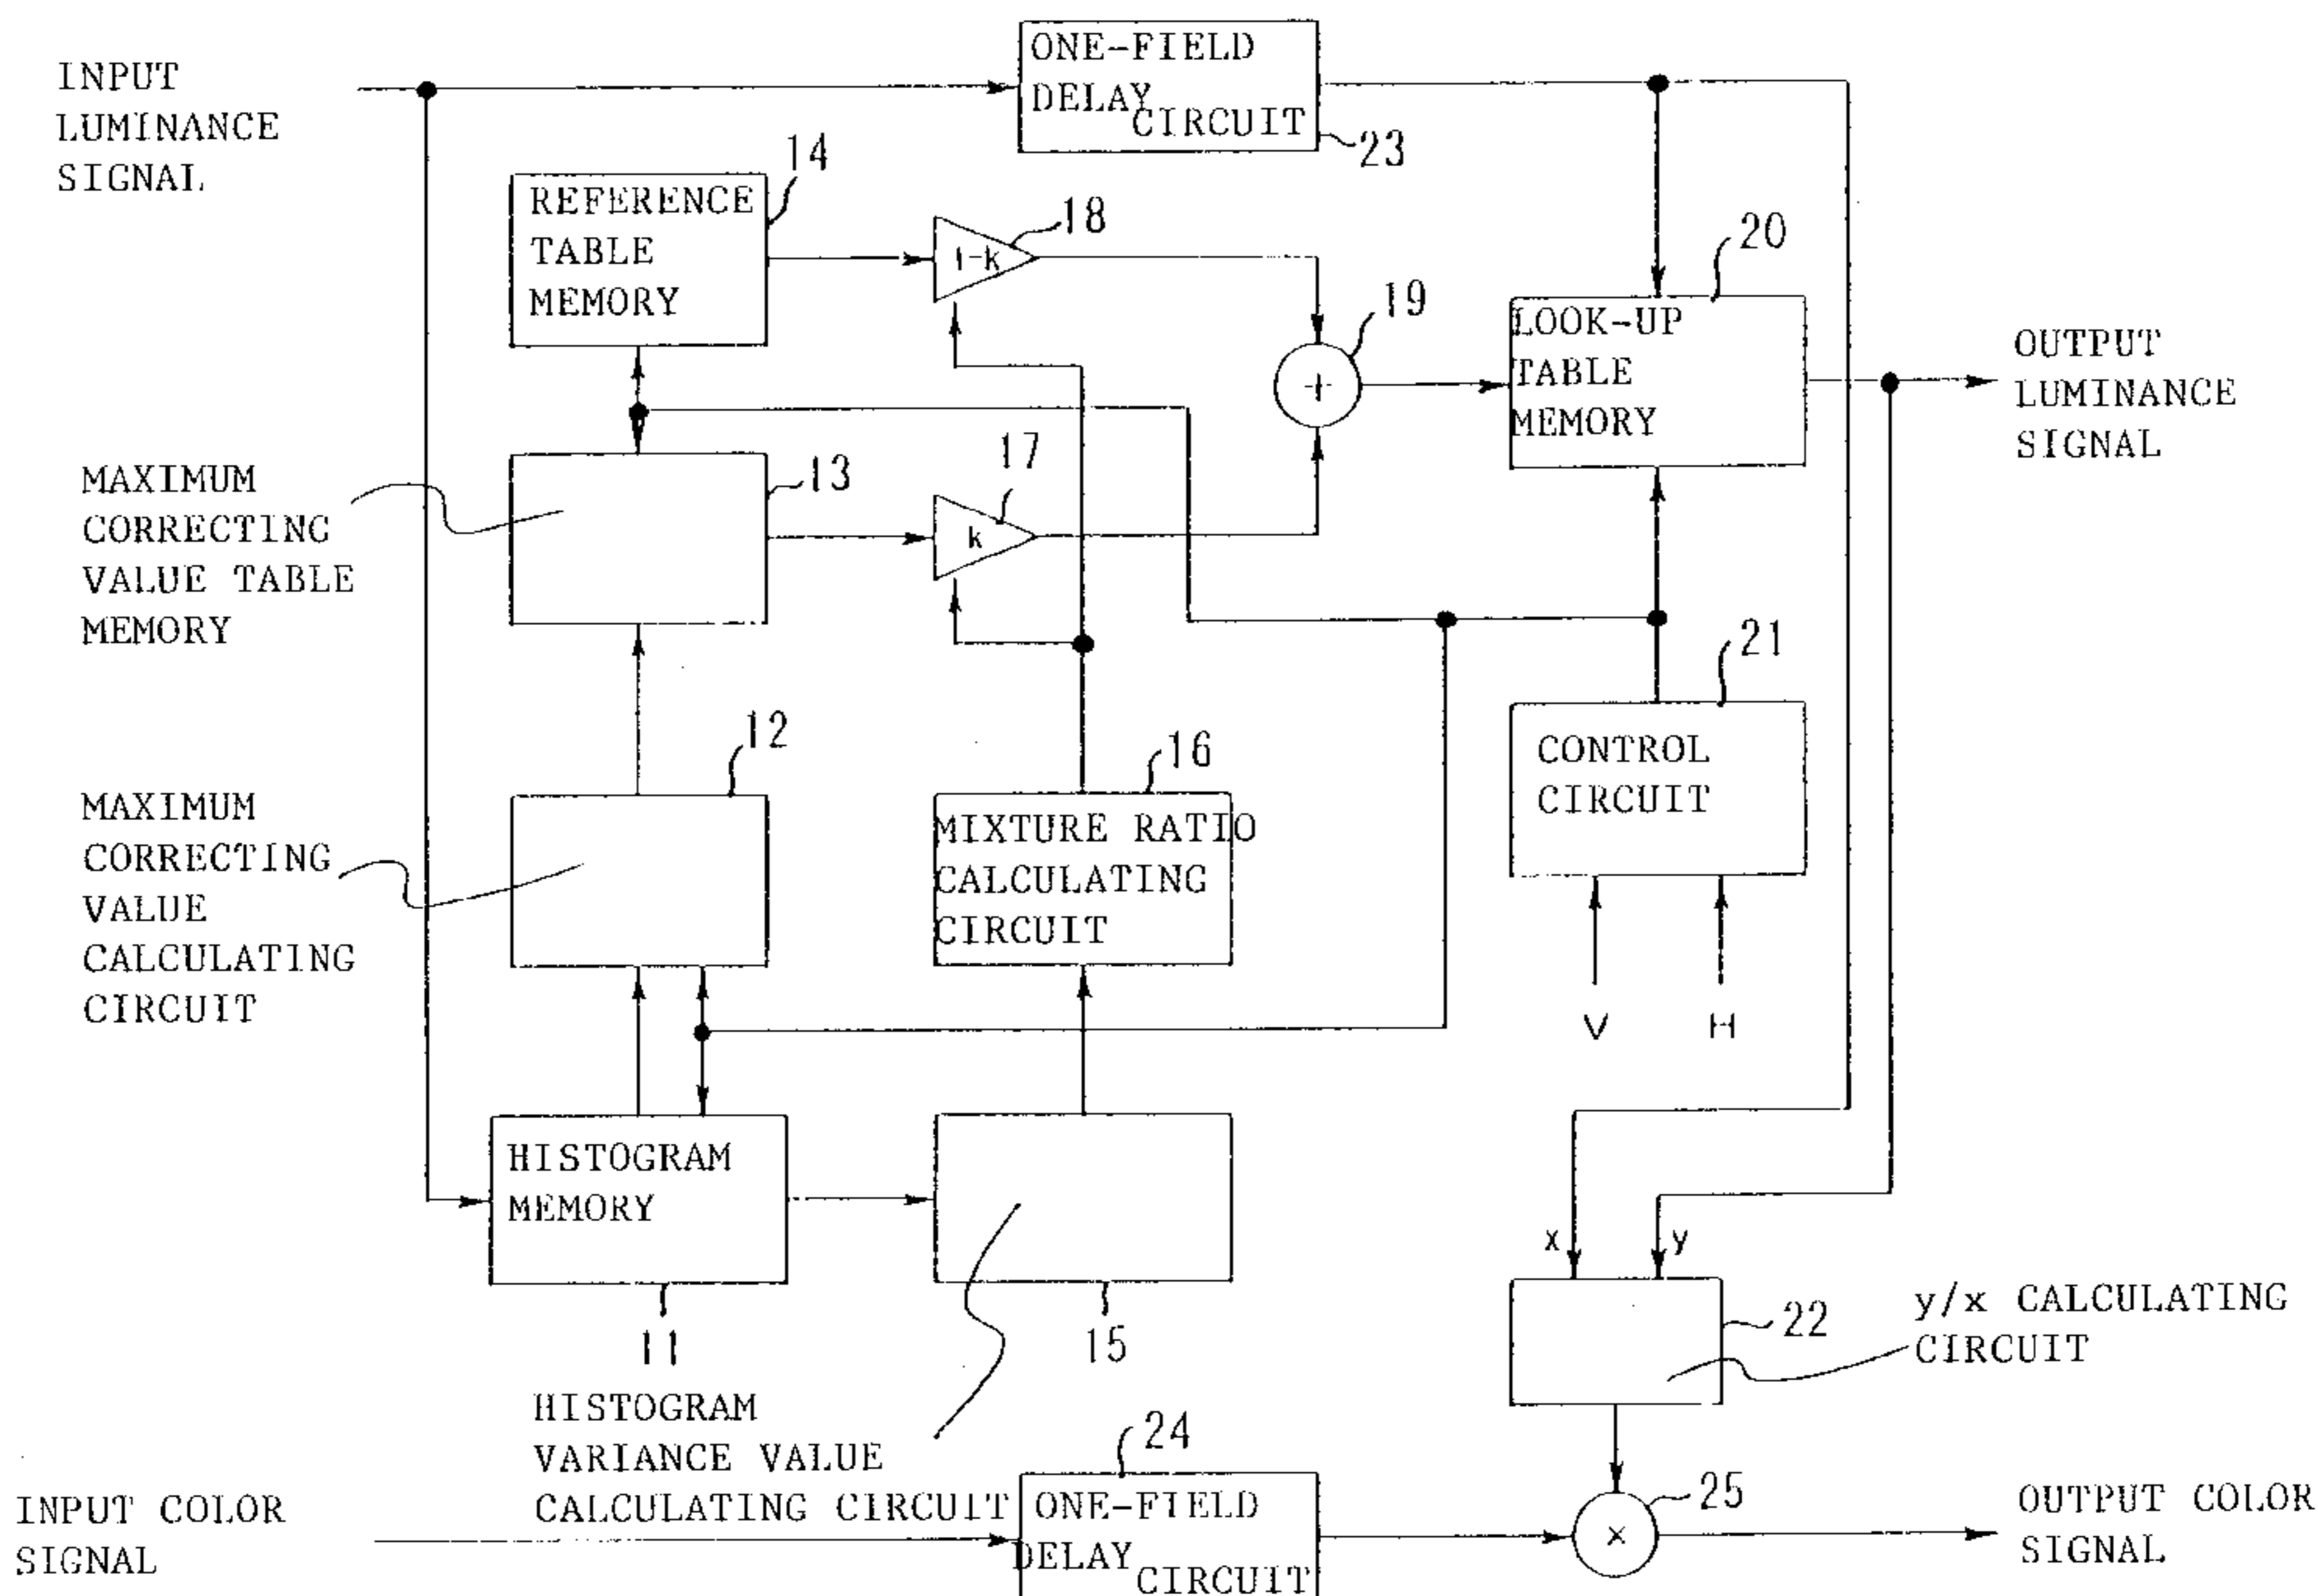 INPUT
LUMINANCE
SIGNAL
ONE-FIELD
DELAY
CIRCUIT
23
14
REFERENCE
TABLE
MEMORY
18
1-k
19
+
20
LOOK-UP
TABLE
MEMORY
OUTPUT
LUMINANCE
SIGNAL
MAXIMUM
CORRECTING
VALUE TABLE
MEMORY
13
17
k
21
CONTROL
CIRCUIT
V
H
MAXIMUM
CORRECTING
VALUE
CALCULATING
CIRCUIT
12
16
MIXTURE RATIO
CALCULATING
CIRCUIT
HISTOGRAM
MEMORY
11
15
HISTOGRAM
VARIANCE VALUE
CALCULATING CIRCUIT
x
y
22
y/x CALCULATING
CIRCUIT
INPUT COLOR
SIGNAL
24
ONE-FIELD
DELAY
CIRCUIT
25
×
OUTPUT COLOR
SIGNAL